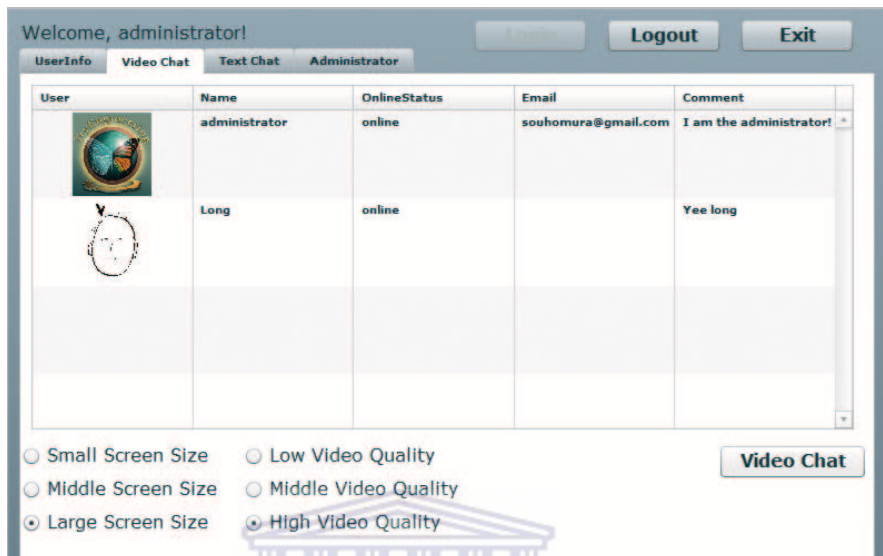 Welcome, administrator!
Login Logout Exit
UserInfo Video Chat Text Chat Administrator
User Name OnlineStatus Email Comment
administrator online souhomura@gmail.com I am the administrator!
Long online Yee long
Small Screen Size Low Video Quality
Video Chat
Middle Screen Size Middle Video Quality
Large Screen Size High Video Quality